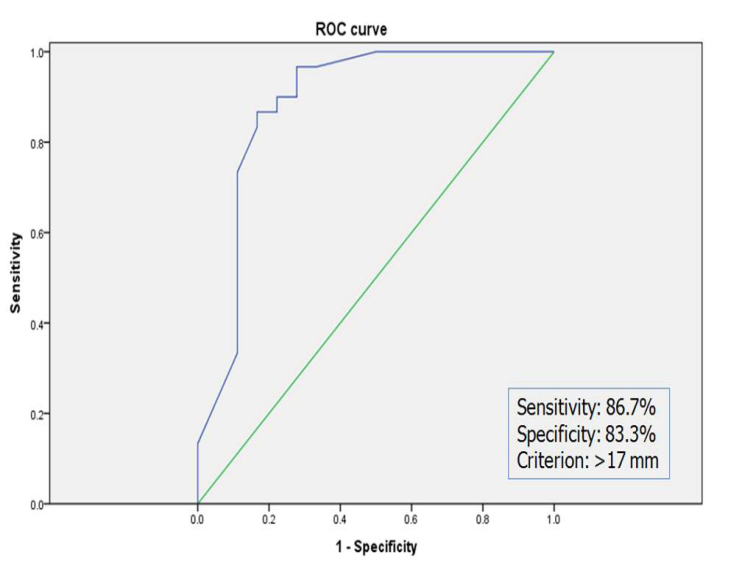 ROC curve
1.0
0.8
0.6
0.4
0.2
0.0
Sensitivity
0.0 0.2 0.4 0.6 0.8 1.0
1 - Specificity
Sensitivity: 86.7%
Specificity: 83.3%
Criterion: >17 mm